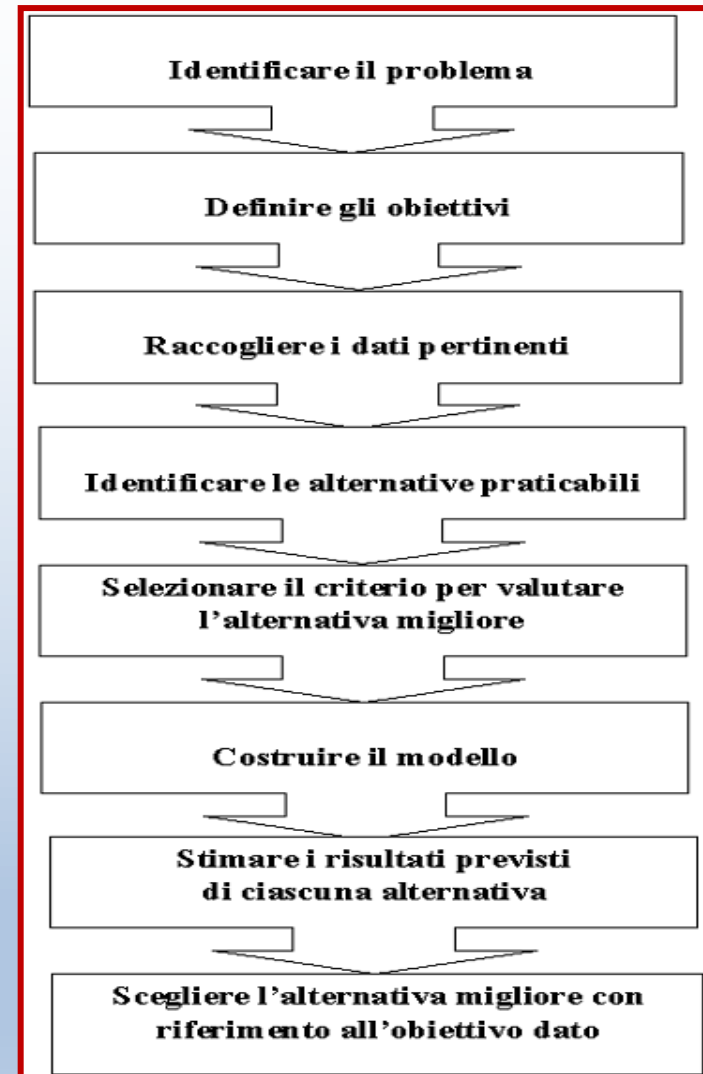 Identificare il problema
Definire gli obiettivi
Raccogliere i dati pertinenti
Identificare le alternative praticabili
Selezionare il criterio per valutare
l'alternativa migliore
Costruire il modello
Stimare i risultati previsti
di ciascuna alternativa
Scegliere l'alternativa migliore con
riferimento all'obiettivo dato